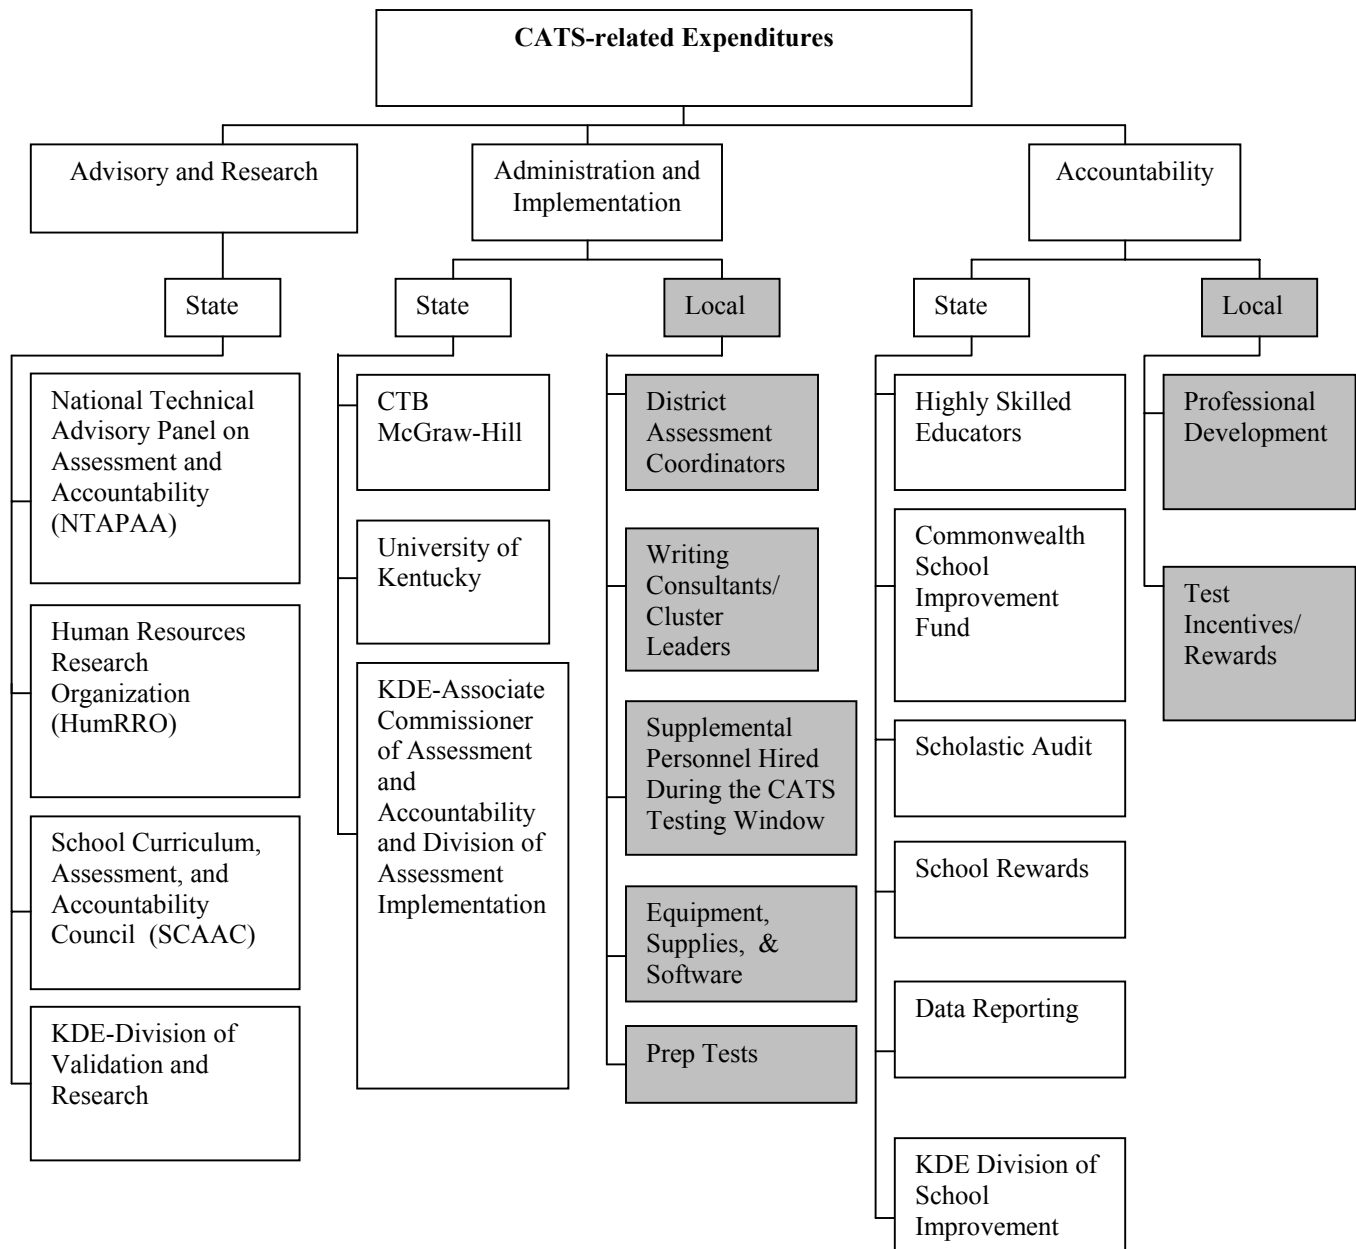 CATS-related Expenditures
Advisory and Research
Administration and
Implementation
Accountability
State
State
Local
State
Local
National Technical
Advisory Panel on
Assessment and
Accountability
(NTAPAA)
Human Resources
Research
Organization
(HumRRO)
School Curriculum,
Assessment, and
Accountability
Council (SCAAC)
KDE-Division of
Validation and
Research
CTB
McGraw-Hill
University of
Kentucky
KDE-Associate
Commissioner
of Assessment
and
Accountability
and Division of
Assessment
Implementation
District
Assessment
Coordinators
Writing
Consultants/
Cluster
Leaders
Supplemental
Personnel Hired
During the CATS
Testing Window
Equipment,
Supplies, &
Software
Prep Tests
Highly Skilled
Educators
Commonwealth
School
Improvement
Fund
Scholastic Audit
School Rewards
Data Reporting
KDE Division of
School
Improvement
Professional
Development
Test
Incentives/
Rewards